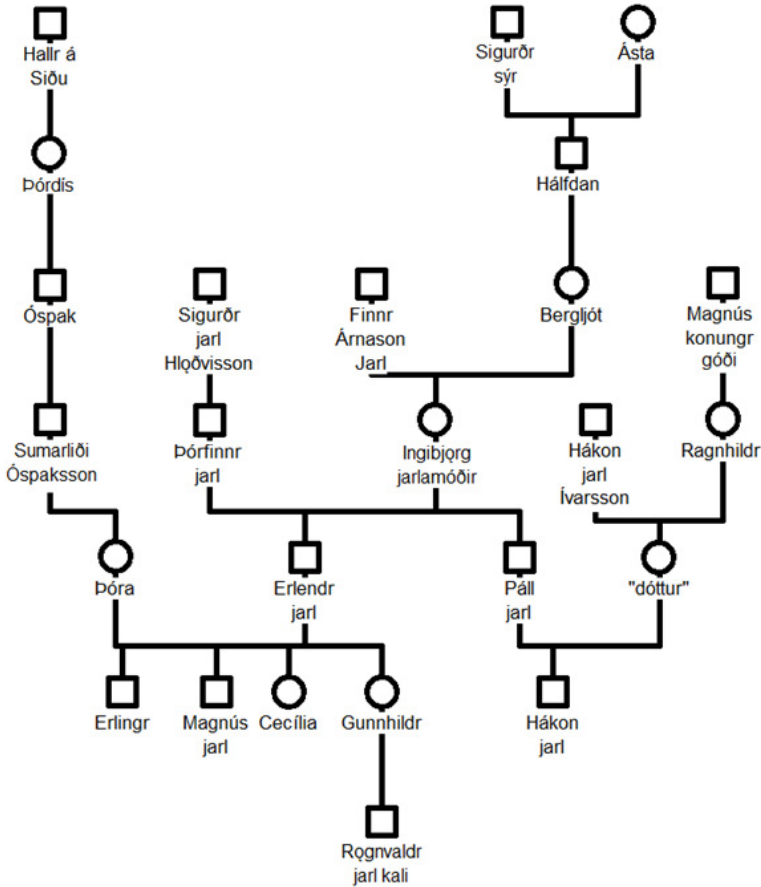 Hallr á
Siðu
Sigurðr
sýr
Ásta
Þórdís
Hálfdan
Óspak
Sigurðr
jarl
Hlǫðvisson
Finnr
Árnason
Jarl
Bergljót
Magnús
konungr
góði
Sumarliði
Óspaksson
Þórfinnr
jarl
Ingibjǫrg
jarlamóðir
Hákon
jarl
Ívarsson
Ragnhildr
Þóra
Erlendr
jarl
Páll
jarl
"dóttur"
Erlingr
Magnús
jarl
Cecília
Gunnhildr
Hákon
jarl
Rǫgnvaldr
jarl kali